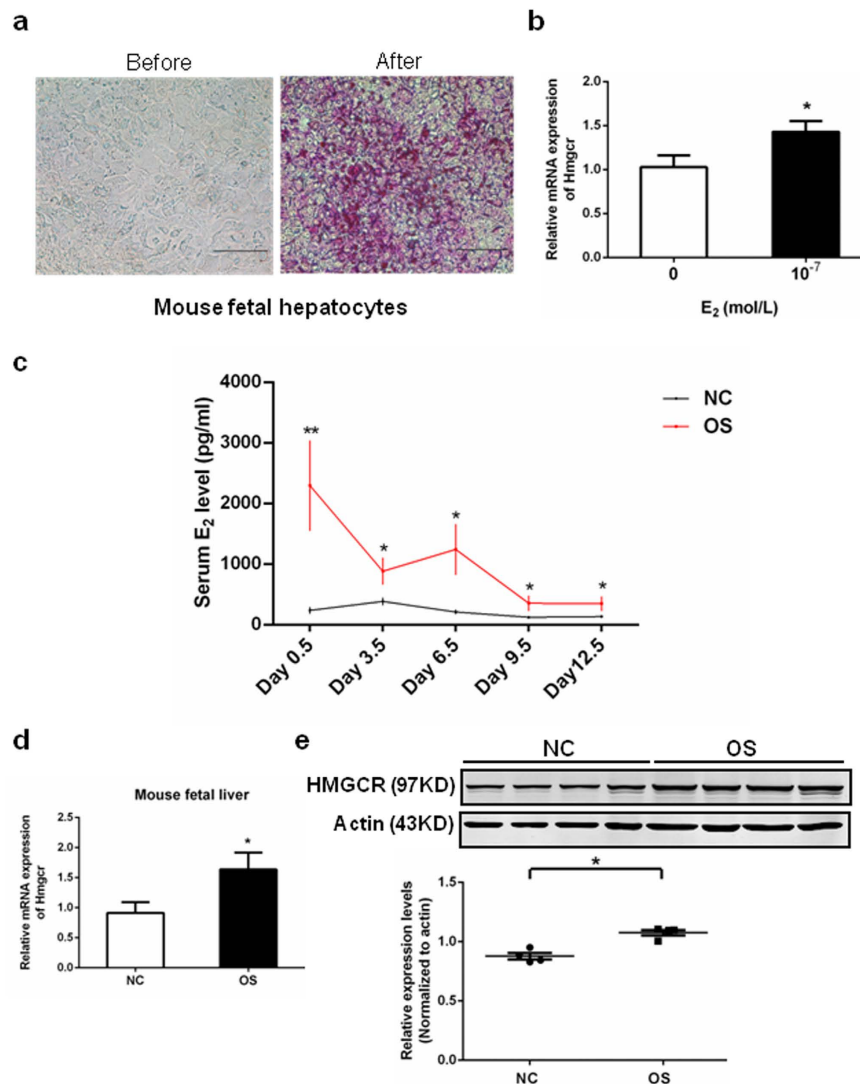 a
Before
After
Mouse fetal hepatocytes
b
Relative mRNA expression
of Hmgcr
2.0
1.5
1.0
0.5
0.0
*
0
10⁻⁷
E₂ (mol/L)
c
Serum E₂ level (pg/ml)
4000
3000
2000
1000
0
**
*
*
*
*
NC
OS
Day 0.5
Day 3.5
Day 6.5
Day 9.5
Day12.5
d
Mouse fetal liver
Relative mRNA expression
of Hmgcr
2.5
2.0
1.5
1.0
0.5
0.0
*
NC
OS
e
NC
OS
HMGCR (97KD)
Actin (43KD)
Relative expression levels
(Normalized to actin)
1.5
1.0
0.5
0.0
*
NC
OS